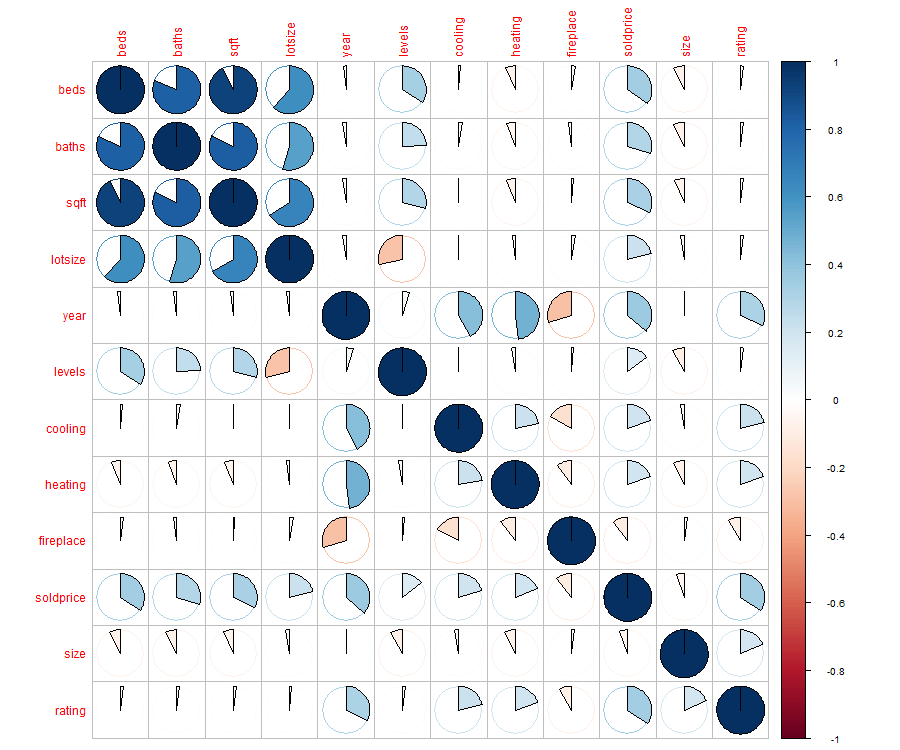 beds baths sqft lotsize year levels cooling heating fireplace soldprice size rating
beds
baths
sqft
lotsize
year
levels
cooling
heating
fireplace
soldprice
size
rating
1
0.8
0.6
0.4
0.2
0
-0.2
-0.4
-0.6
-0.8
-1